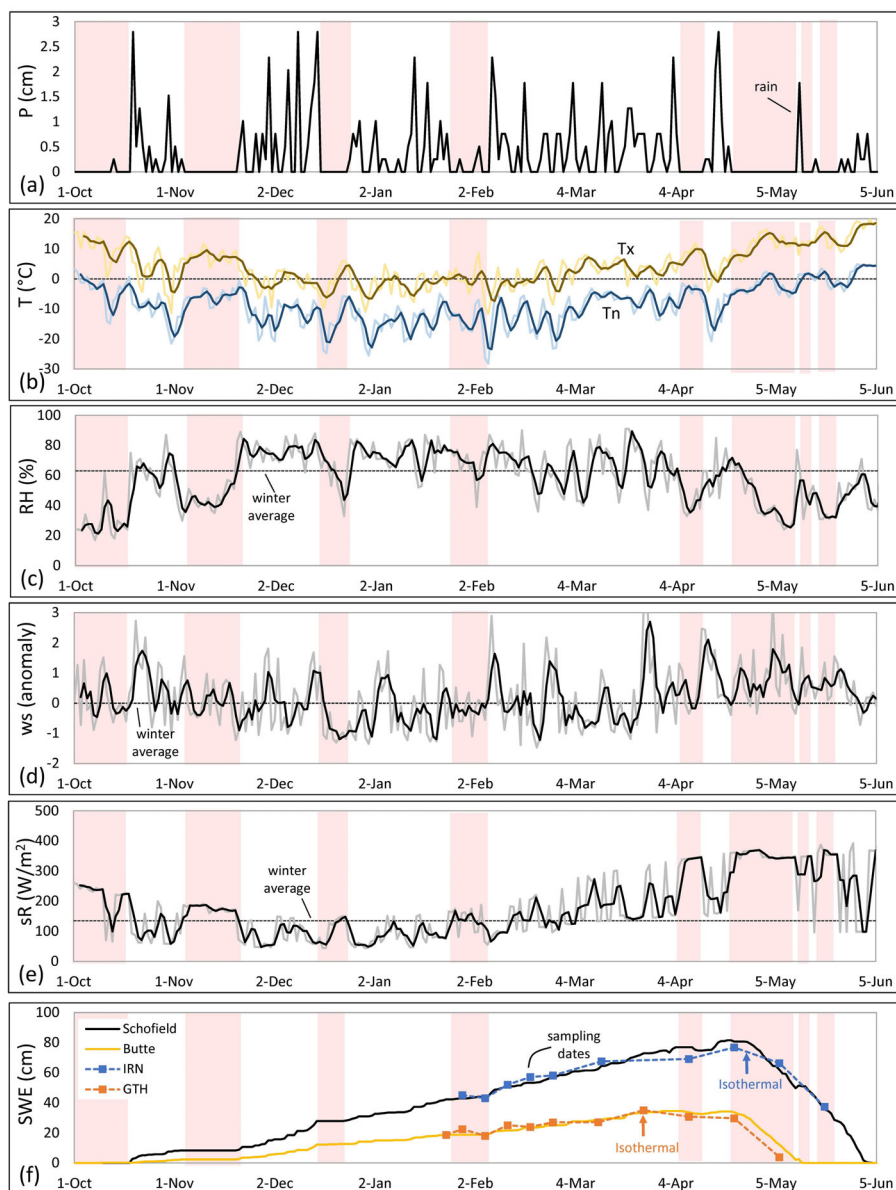 3
2.5
2
1.5
1
0.5
0
P (cm)
rain
(a)
1-Oct 1-Nov 2-Dec 2-Jan 2-Feb 4-Mar 4-Apr 5-May 5-Jun
20
10
0
-10
-20
-30
T (°C)
Tx
Tn
(b)
1-Oct 1-Nov 2-Dec 2-Jan 2-Feb 4-Mar 4-Apr 5-May 5-Jun
100
80
60
40
20
0
RH (%)
winter
average
(c)
1-Oct 1-Nov 2-Dec 2-Jan 2-Feb 4-Mar 4-Apr 5-May 5-Jun
3
2
1
0
-1
-2
ws (anomaly)
winter
average
(d)
1-Oct 1-Nov 2-Dec 2-Jan 2-Feb 4-Mar 4-Apr 5-May 5-Jun
500
400
300
200
100
0
sR (W/m²)
winter
average
(e)
1-Oct 1-Nov 2-Dec 2-Jan 2-Feb 4-Mar 4-Apr 5-May 5-Jun
100
80
60
40
20
0
SWE (cm)
Schofield
Butte
IRN
GTH
sampling
dates
Isothermal
Isothermal
(f)
1-Oct 1-Nov 2-Dec 2-Jan 2-Feb 4-Mar 4-Apr 5-May 5-Jun